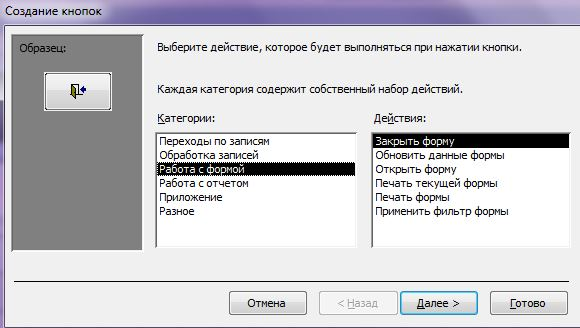 Создание кнопок
Образец:
Выберите действие, которое будет выполняться при нажатии кнопки.
Каждая категория содержит собственный набор действий.
Категории:
Переходы по записям
Обработка записей
Работа с формой
Работа с отчетом
Приложение
Разное
Действия:
Закрыть форму
Обновить данные формы
Открыть форму
Печать текущей формы
Печать формы
Применить фильтр формы
Отмена
< Назад
Далее >
Готово